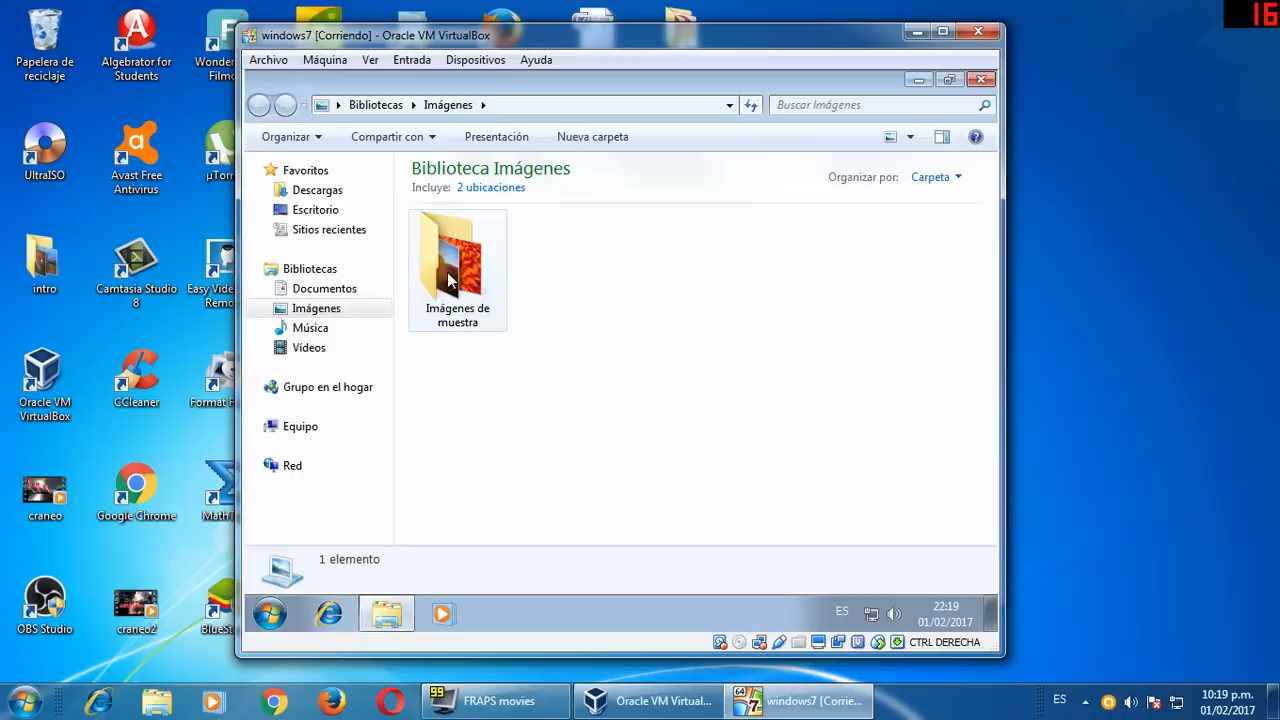 16
Papelera de
reciclaje
Algebrator for
Students
Wonder
Filmo
UltraISO
Avast Free
Antivirus
µTorr
intro
Camtasia Studio
8
Easy Vide
Remo
Oracle VM
VirtualBox
CCleaner
Format F
craneo
Google Chrome
MathT
OBS Studio
craneo2
BlueSt
windows7 [Corriendo] - Oracle VM VirtualBox
Archivo Máquina Ver Entrada Dispositivos Ayuda
Bibliotecas Imágenes
Buscar Imágenes
Organizar Compartir con Presentación Nueva carpeta
Favoritos
Descargas
Escritorio
Sitios recientes
Bibliotecas
Documentos
Imágenes
Música
Vídeos
Grupo en el hogar
Equipo
Red
Biblioteca Imágenes
Incluye: 2 ubicaciones
Organizar por: Carpeta
Imágenes de
muestra
1 elemento
ES
22:19
01/02/2017
CTRL DERECHA
99 FRAPS movies
Oracle VM Virtual...
64 windows7 [Corrie...
ES
10:19 p.m.
01/02/2017